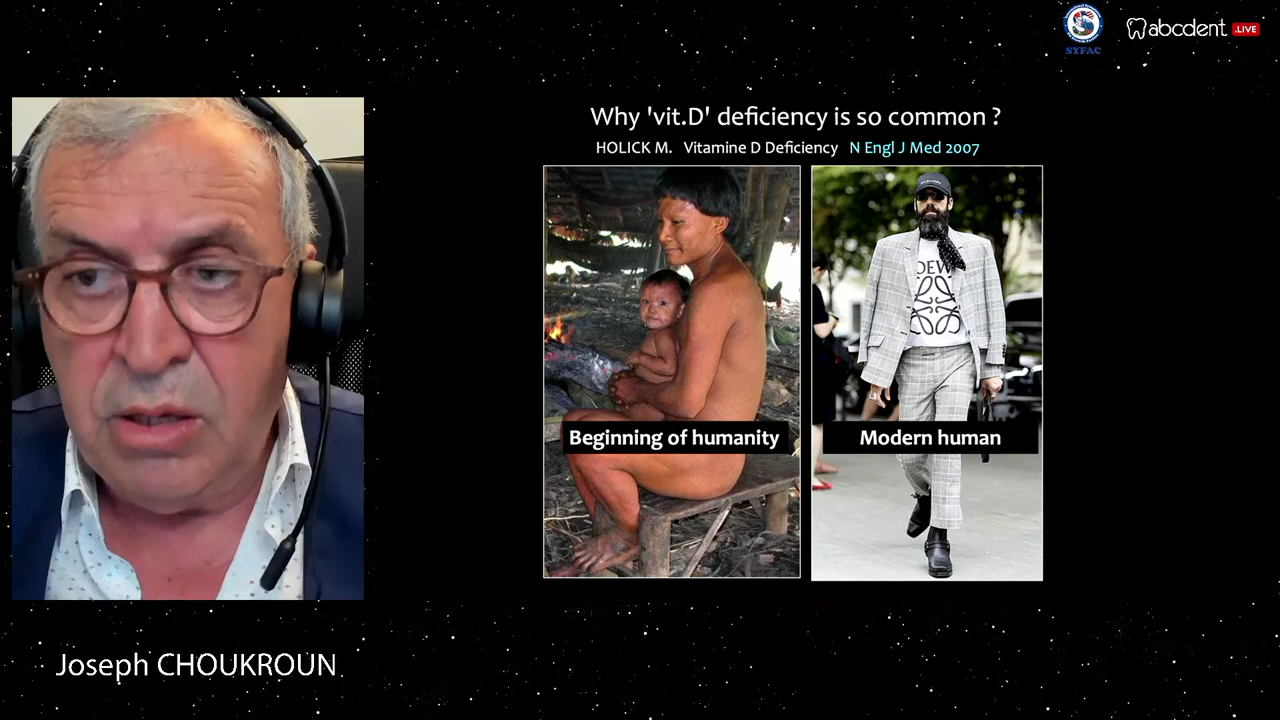 SYFAC
abcdent .LIVE
Why 'vit.D' deficiency is so common ?
HOLICK M. Vitamine D Deficiency N Engl J Med 2007
Beginning of humanity
Modern human
Joseph CHOUKROUN